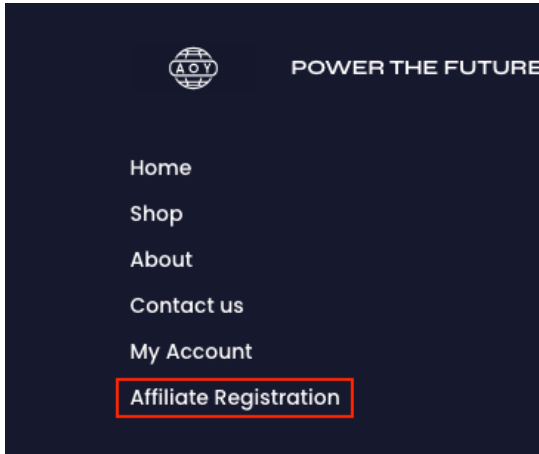 AOY
POWER THE FUTURE
Home
Shop
About
Contact us
My Account
Affiliate Registration